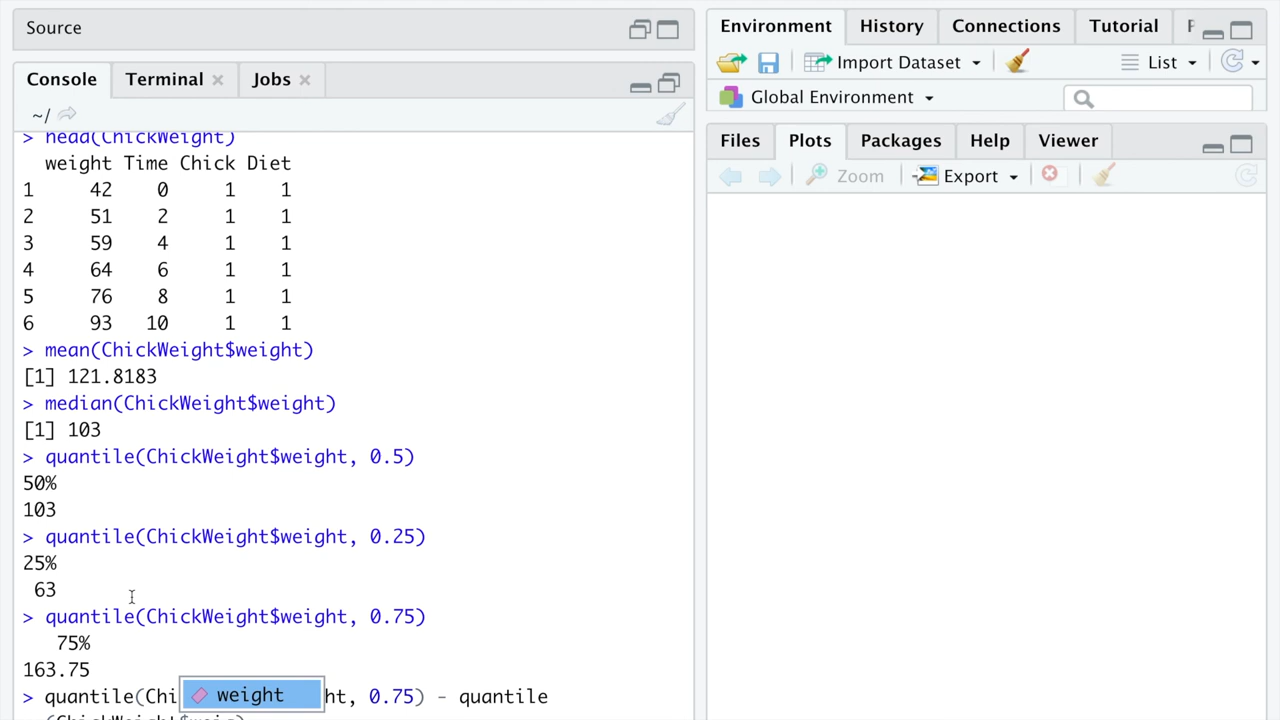 Source
Environment History Connections Tutorial
Console Terminal Jobs
Import Dataset List
~/
Global Environment
> head(ChickWeight)
Files Plots Packages Help Viewer
weight Time Chick Diet
Zoom Export
1 42 0 1 1
2 51 2 1 1
3 59 4 1 1
4 64 6 1 1
5 76 8 1 1
6 93 10 1 1
> mean(ChickWeight$weight)
[1] 121.8183
> median(ChickWeight$weight)
[1] 103
> quantile(ChickWeight$weight, 0.5)
50%
103
> quantile(ChickWeight$weight, 0.25)
25%
63
> quantile(ChickWeight$weight, 0.75)
75%
163.75
> quantile(Chi weight ht, 0.75) - quantile
(ChickWeight$weig)